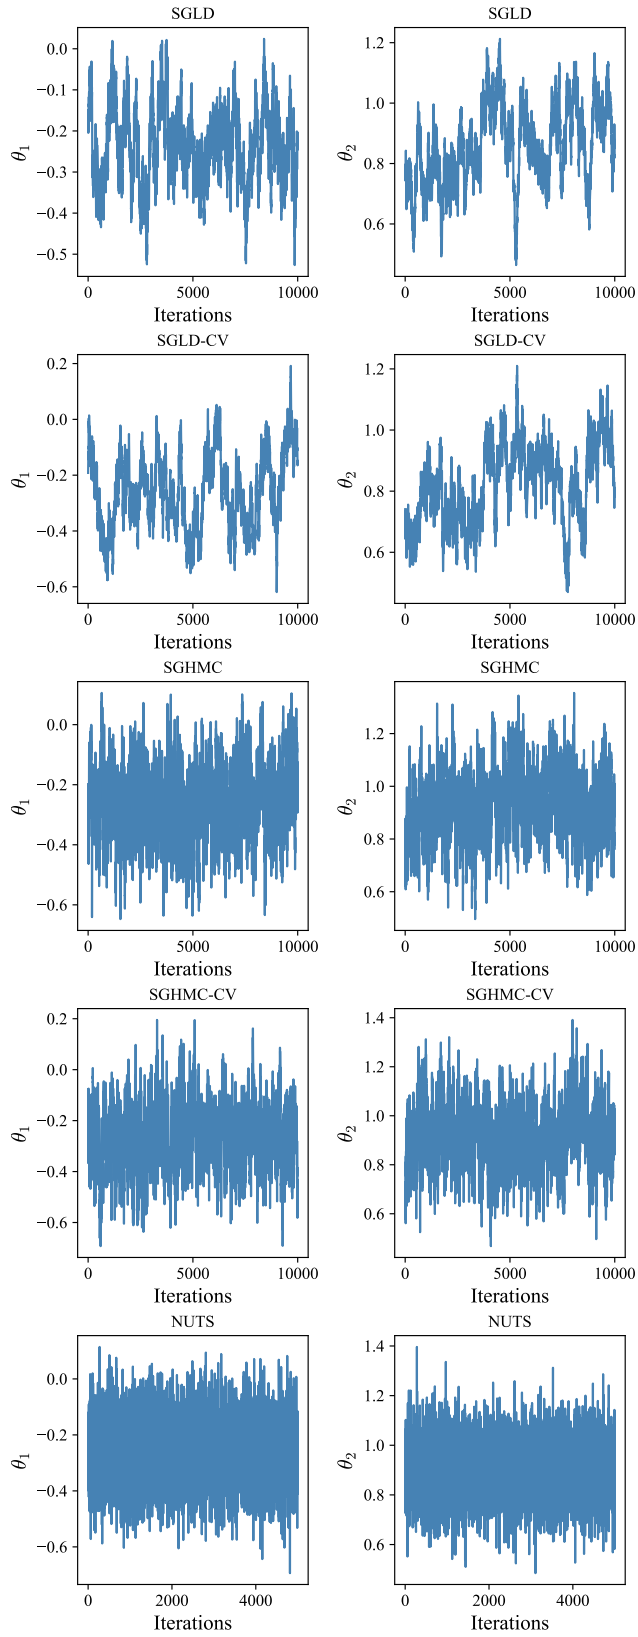 SGLD SGLD
0.0
−0.1
−0.2
−0.3
−0.4
−0.5
θ1
0 5000 10000
Iterations
1.2
1.0
0.8
0.6
θ2
0 5000 10000
Iterations
SGLD-CV SGLD-CV
0.2
0.0
−0.2
−0.4
−0.6
θ1
0 5000 10000
Iterations
1.2
1.0
0.8
0.6
θ2
0 5000 10000
Iterations
SGHMC SGHMC
0.0
−0.2
−0.4
−0.6
θ1
0 5000 10000
Iterations
1.2
1.0
0.8
0.6
θ2
0 5000 10000
Iterations
SGHMC-CV SGHMC-CV
0.2
0.0
−0.2
−0.4
−0.6
θ1
0 5000 10000
Iterations
1.4
1.2
1.0
0.8
0.6
θ2
0 5000 10000
Iterations
NUTS NUTS
0.0
−0.2
−0.4
−0.6
θ1
0 2000 4000
Iterations
1.4
1.2
1.0
0.8
0.6
θ2
0 2000 4000
Iterations